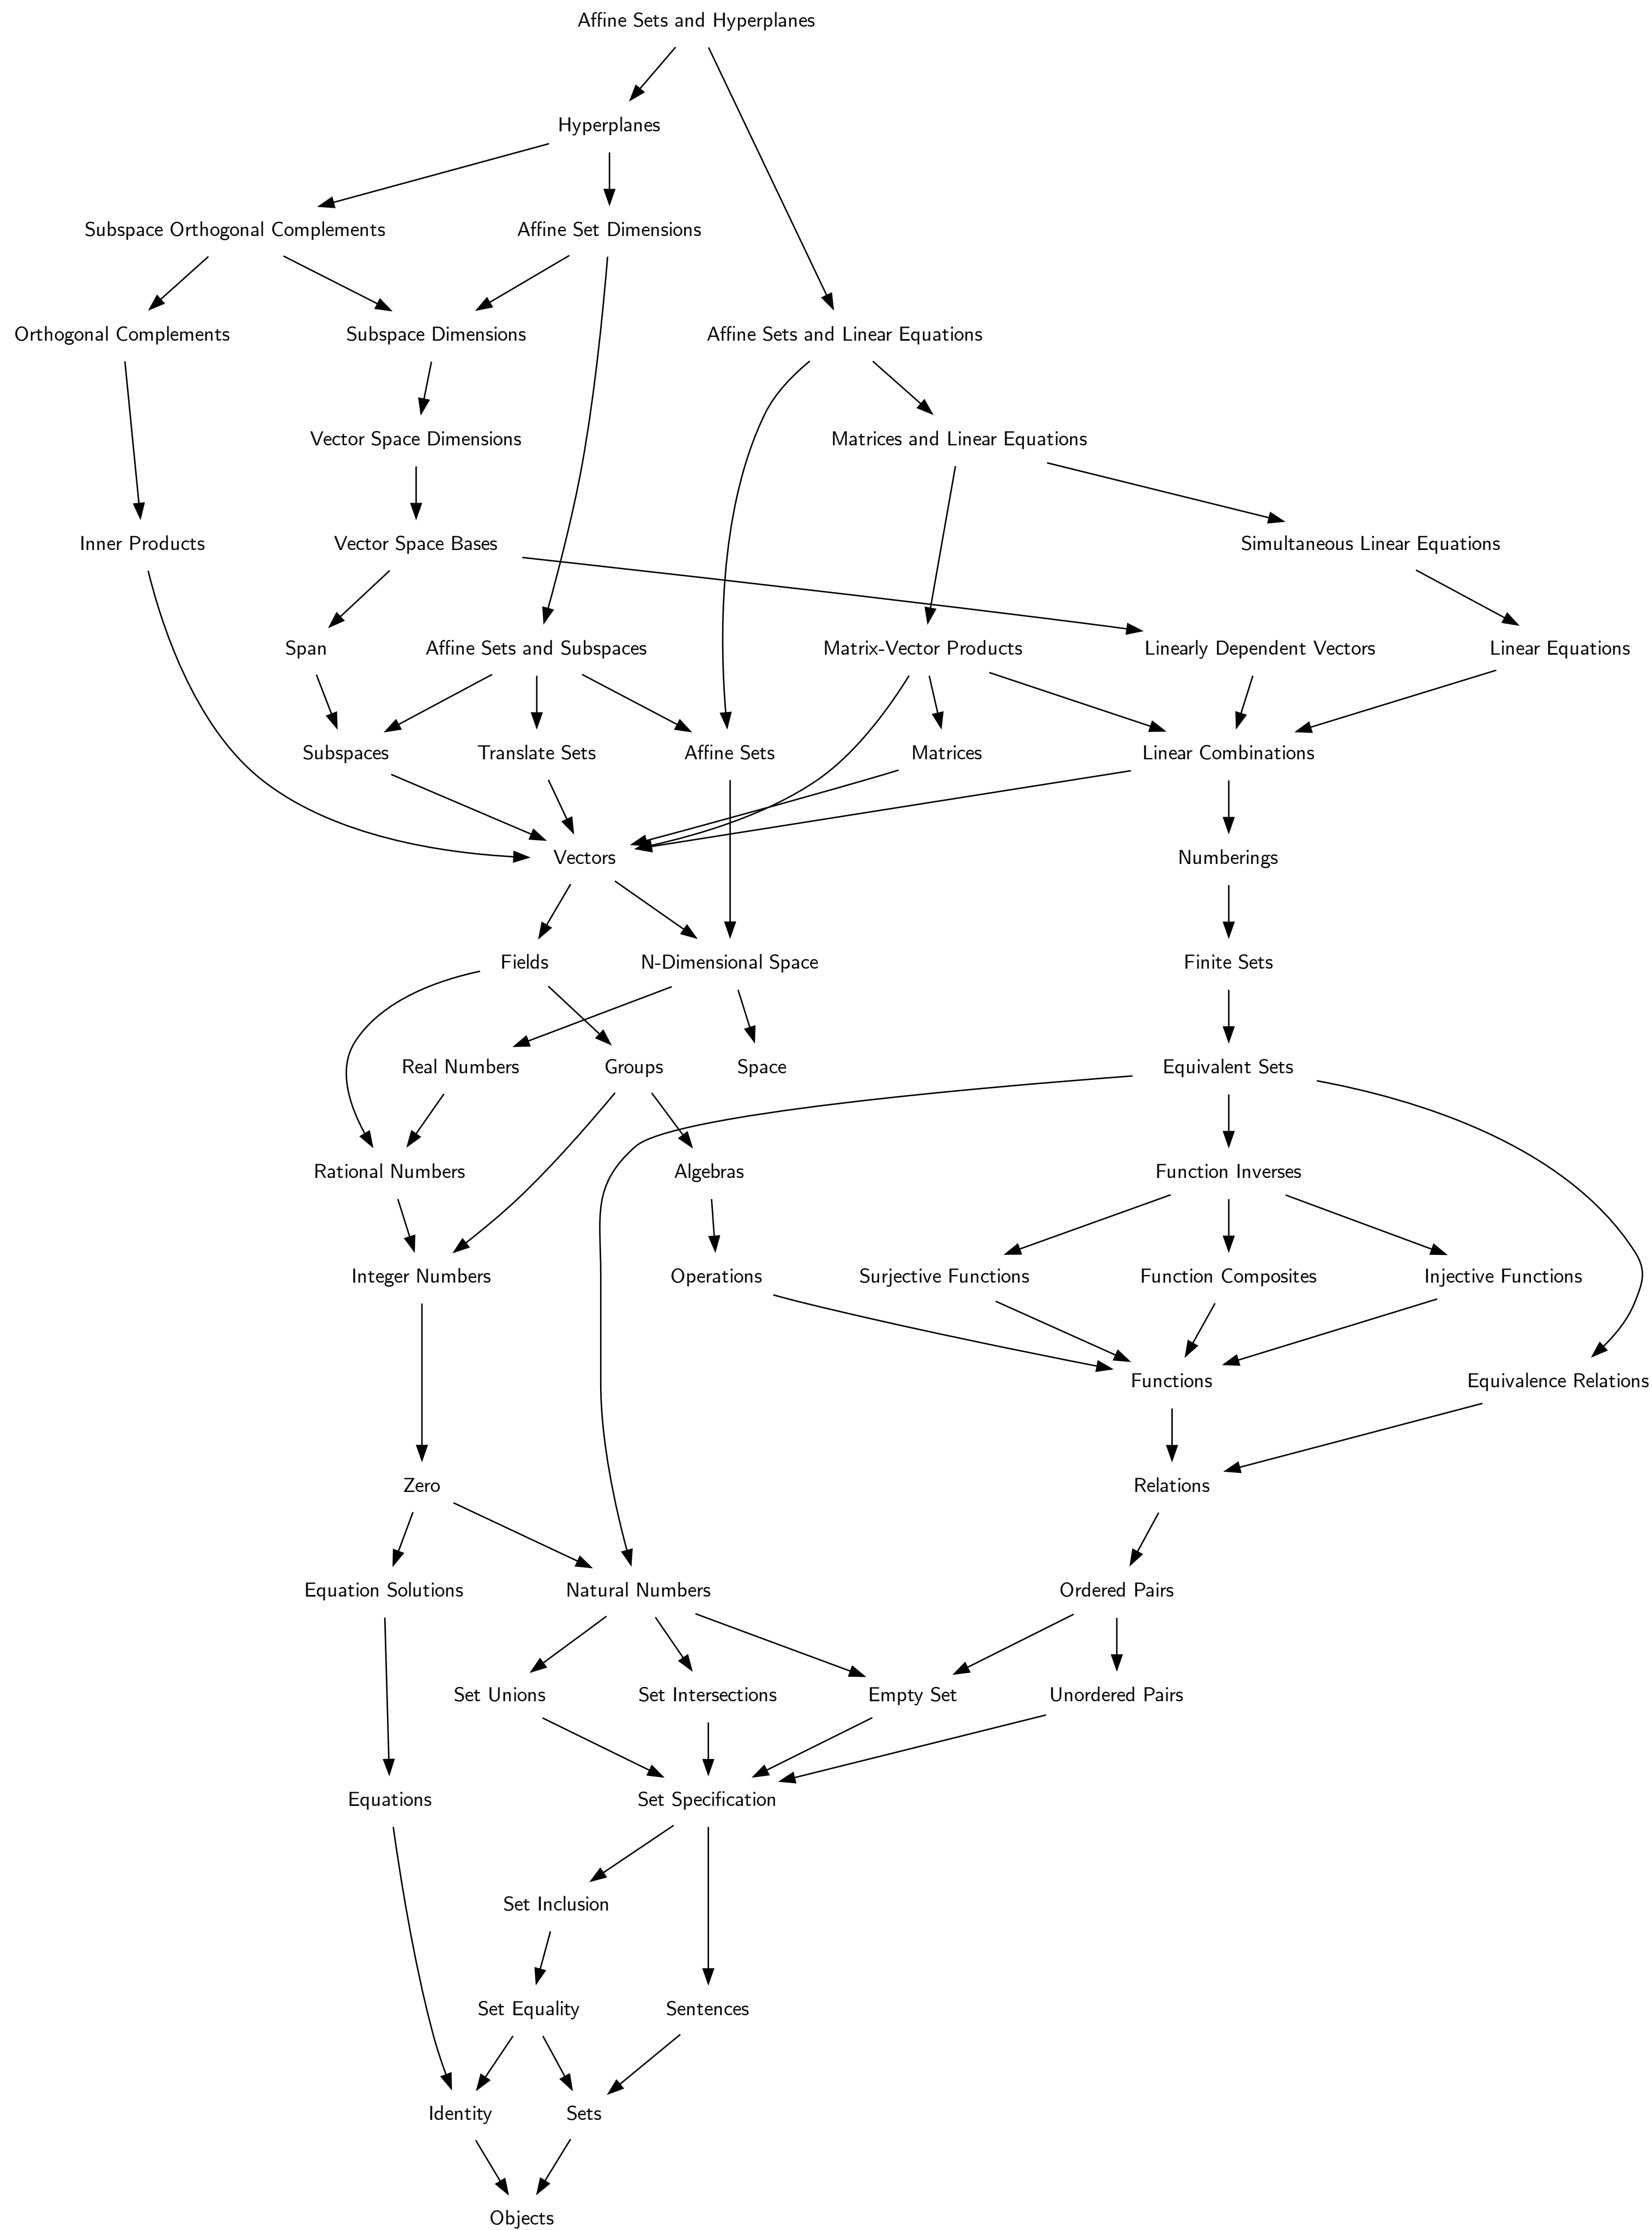 Affine Sets and Hyperplanes
Hyperplanes
Subspace Orthogonal Complements
Affine Set Dimensions
Orthogonal Complements
Subspace Dimensions
Affine Sets and Linear Equations
Vector Space Dimensions
Matrices and Linear Equations
Inner Products
Vector Space Bases
Simultaneous Linear Equations
Span
Affine Sets and Subspaces
Matrix-Vector Products
Linearly Dependent Vectors
Linear Equations
Subspaces
Translate Sets
Affine Sets
Matrices
Linear Combinations
Vectors
Numberings
Fields
N-Dimensional Space
Finite Sets
Real Numbers
Groups
Space
Equivalent Sets
Rational Numbers
Algebras
Function Inverses
Integer Numbers
Operations
Surjective Functions
Function Composites
Injective Functions
Functions
Equivalence Relations
Zero
Relations
Equation Solutions
Natural Numbers
Ordered Pairs
Set Unions
Set Intersections
Empty Set
Unordered Pairs
Equations
Set Specification
Set Inclusion
Set Equality
Sentences
Identity
Sets
Objects